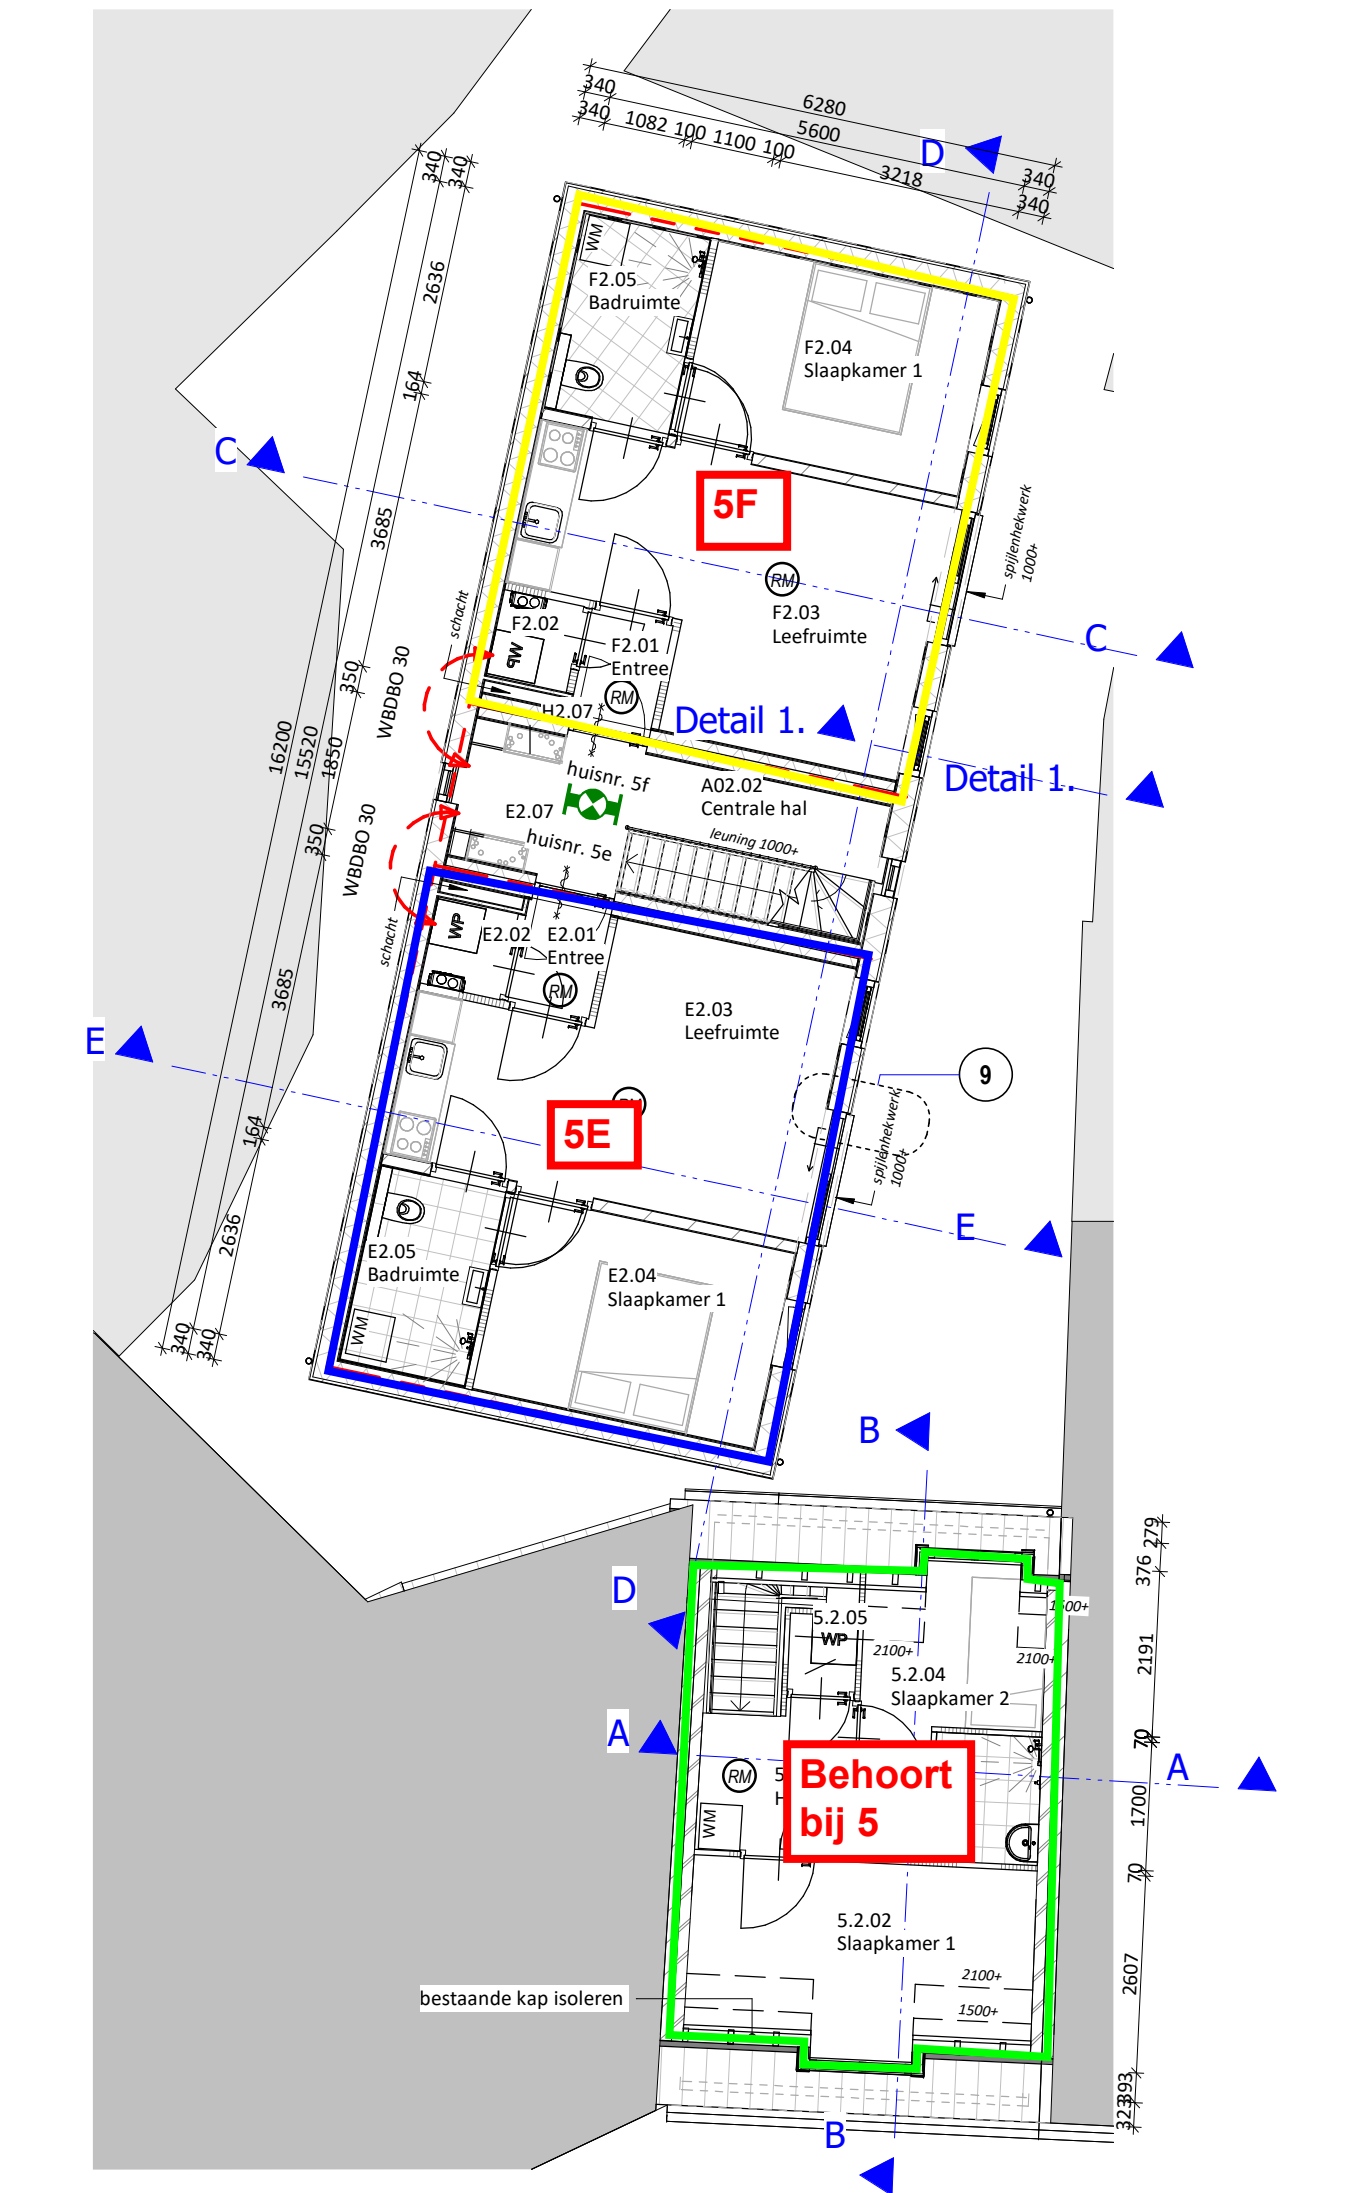 6280
340
5600
340
1082 100 1100 100
3218
340
340
340
340
D
2636
164
3685
350
1850
350
3685
164
2636
16200
15520
340
340
WM
F2.05
Badruimte
F2.04
Slaapkamer 1
C
5F
spijlenhekwerk
1000+
RM
F2.03
Leefruimte
C
schacht
F2.02
WP
F2.01
Entree
RM
WBDBO 30
H2.07
Detail 1.
Detail 1.
huisnr. 5f
A02.02
Centrale hal
E2.07
huisnr. 5e
leuning 1000+
WBDBO 30
schacht
WP
E2.02
E2.01
Entree
RM
E2.03
Leefruimte
E
9
5E
spijlenhekwerk
1000+
E
E2.05
Badruimte
E2.04
Slaapkamer 1
WM
B
D
5.2.05
WP
2100+
1500+
2100+
5.2.04
Slaapkamer 2
A
RM
5
H
Behoort
bij 5
A
WM
5.2.02
Slaapkamer 1
2100+
1500+
bestaande kap isoleren
B
279
376
2191
70
1700
70
2607
393
323